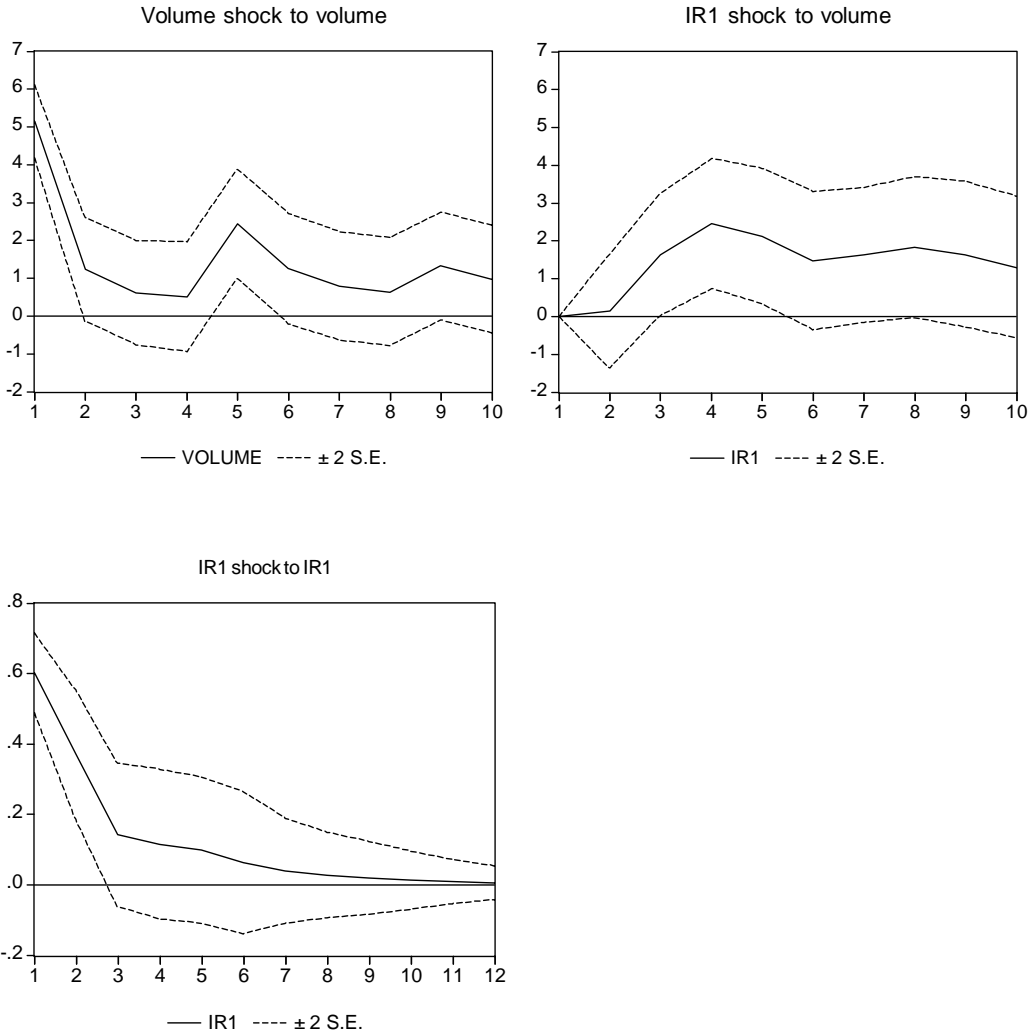 Volume shock to volume
7
6
5
4
3
2
1
0
-1
-2
1 2 3 4 5 6 7 8 9 10
VOLUME ± 2 S.E.
IR1 shock to volume
7
6
5
4
3
2
1
0
-1
-2
1 2 3 4 5 6 7 8 9 10
IR1 ± 2 S.E.
IR1 shock to IR1
.8
.6
.4
.2
.0
-.2
1 2 3 4 5 6 7 8 9 10 11 12
IR1 ± 2 S.E.